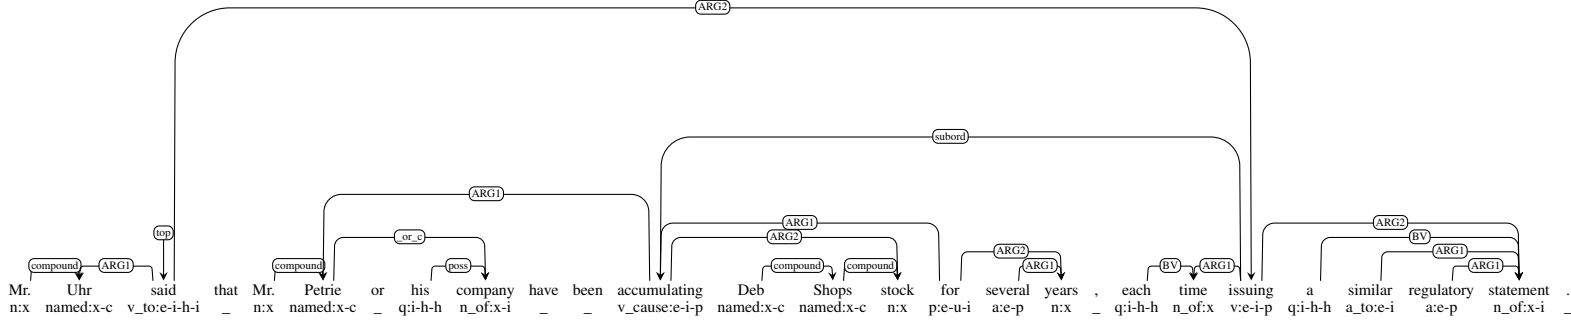 ARG2
subord
ARG1
ARG1 ARG2
top _or_c ARG2 BV
ARG2 ARG1
compound ARG1 compound poss compound compound ARG1 BV ARG1 ARG1
Mr. Uhr said that Mr. Petrie or his company have been accumulating Deb Shops stock for several years , each time issuing a similar regulatory statement .
n:x named:x-c v_to:e-i-h-i _ n:x named:x-c _ q:i-h-h n_of:x-i _ _ v_cause:e-i-p named:x-c named:x-c n:x p:e-u-i a:e-p n:x _ q:i-h-h n_of:x v:e-i-p q:i-h-h a_to:e-i a:e-p n_of:x-i _